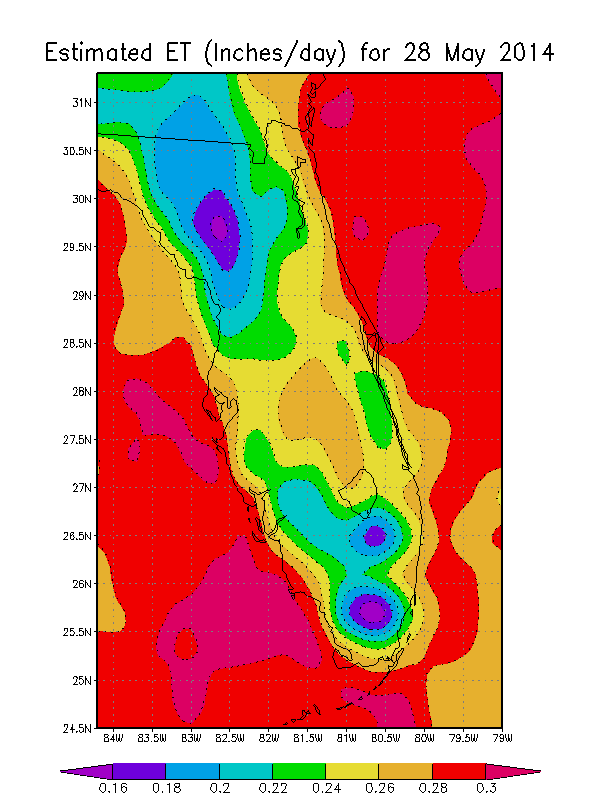 Estimated ET (Inches/day) for 28 May 2014
31N
30.5N
30N
29.5N
29N
28.5N
28N
27.5N
27N
26.5N
26N
25.5N
25N
24.5N
84W 83.5W 83W 82.5W 82W 81.5W 81W 80.5W 80W 79.5W 79W
0.16 0.18 0.2 0.22 0.24 0.26 0.28 0.3